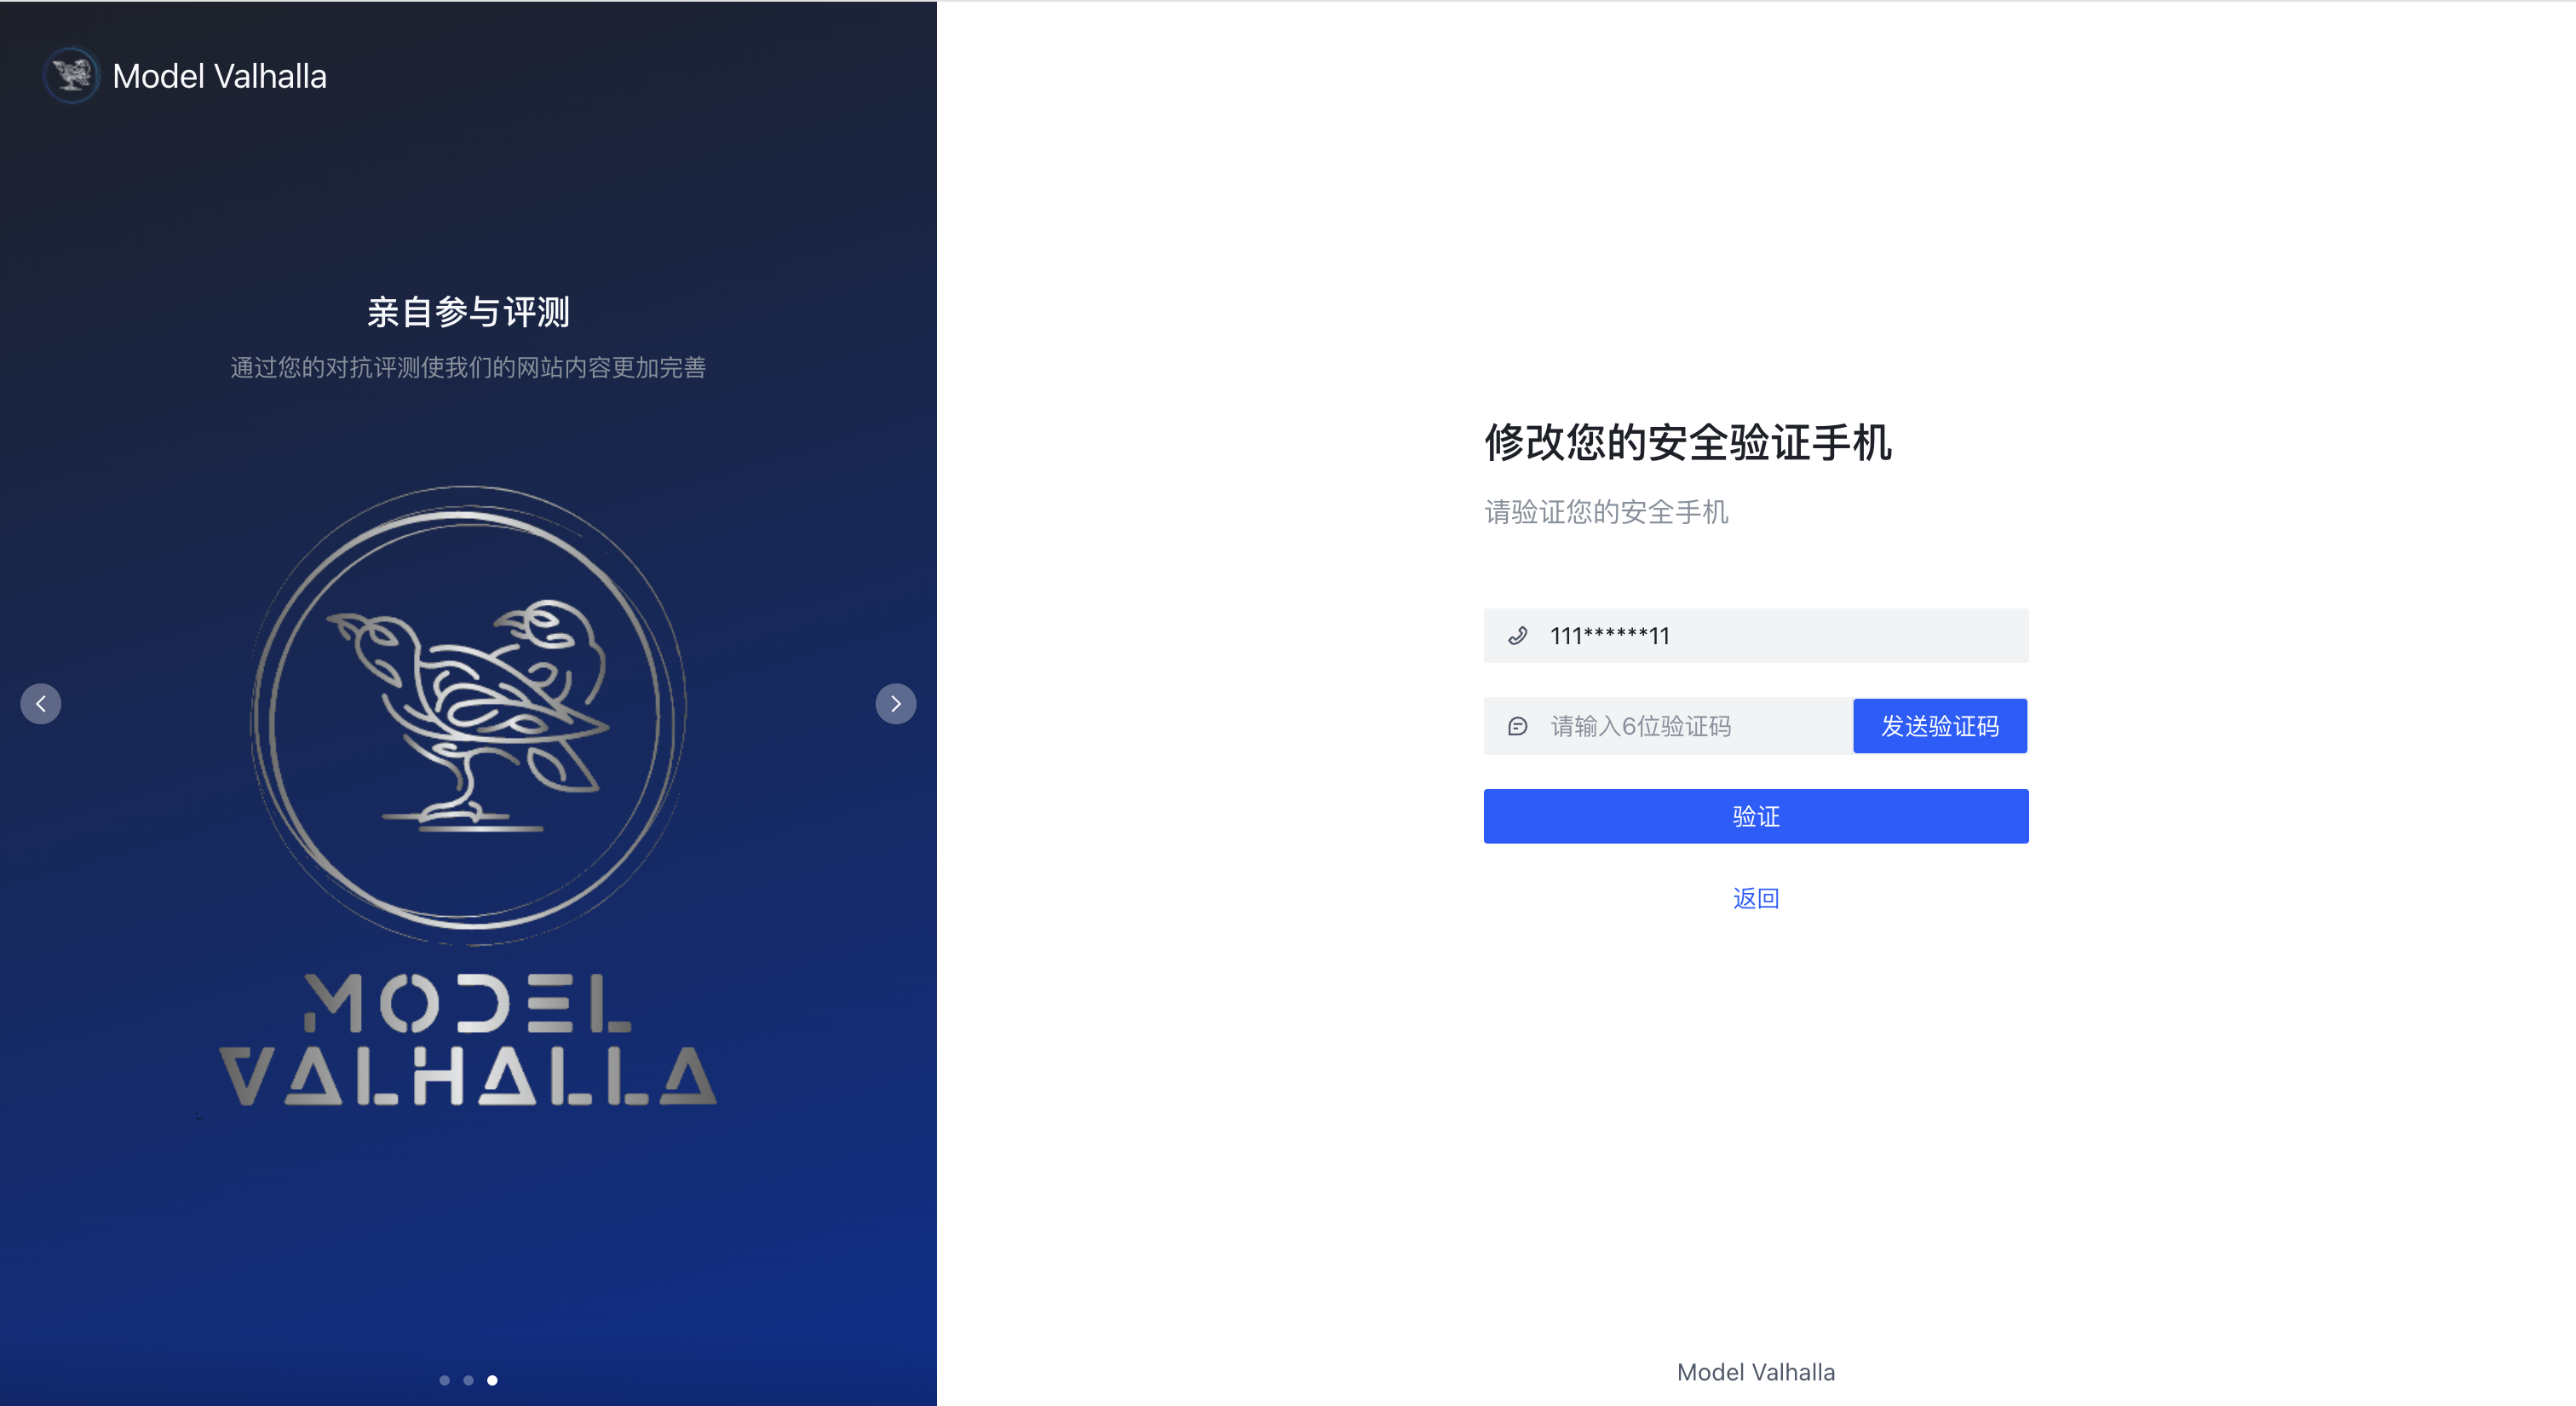 Model Valhalla
亲自参与评测
通过您的对抗评测使我们的网站内容更加完善
MODEL
VALHALLA
修改您的安全验证手机
请验证您的安全手机
111******11
请输入6位验证码
发送验证码
验证
返回
Model Valhalla